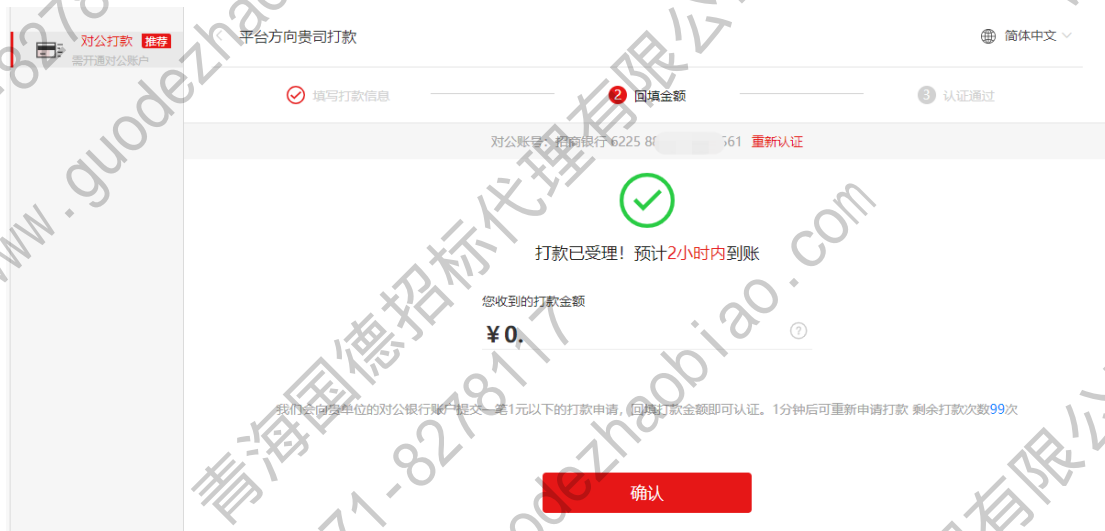 对公打款 推荐
需开通对公账户
平台方向贵司打款
简体中文
填写打款信息
2 回填金额
3 认证通过
对公账号：招商银行 6225 88 561 重新认证
打款已受理！预计2小时内到账
您收到的打款金额
¥0.
?
我们会向贵单位的对公银行账户提交一笔1元以下的打款申请，回填打款金额即可认证。1分钟后可重新申请打款 剩余打款次数99次
确认
青海国德招标代理有限公
71-8278117
www.guodezha
odezhaobiao.com
有限公